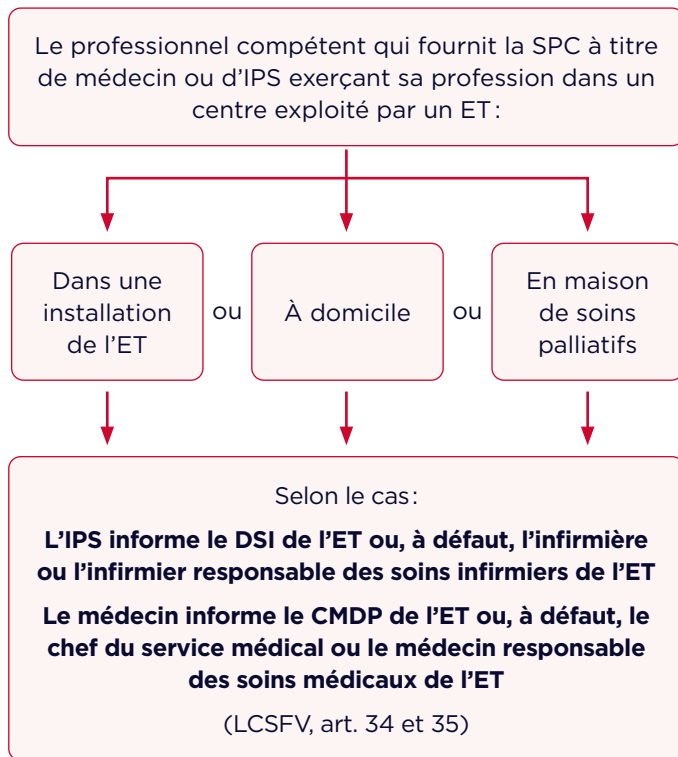 Le professionnel compétent qui fournit la SPC à titre
de médecin ou d'IPS exerçant sa profession dans un
centre exploité par un ET :
Dans une
installation
de l'ET
ou
À domicile
ou
En maison
de soins
palliatifs
Selon le cas :
L'IPS informe le DSI de l'ET ou, à défaut, l'infirmière
ou l'infirmier responsable des soins infirmiers de l'ET
Le médecin informe le CMDP de l'ET ou, à défaut, le
chef du service médical ou le médecin responsable
des soins médicaux de l'ET
(LCSFV, art. 34 et 35)